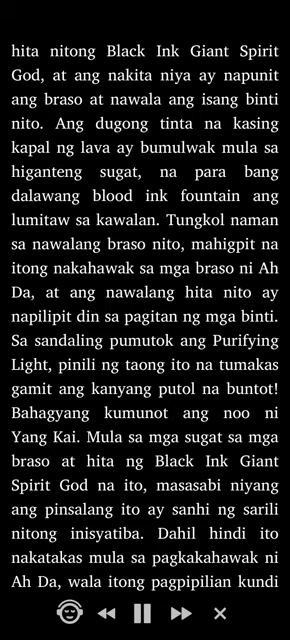 hita nitong Black Ink Giant Spirit
God, at ang nakita niya ay napunit
ang braso at nawala ang isang binti
nito. Ang dugong tinta na kasing
kapal ng lava ay bumulwak mula sa
higanteng sugat, na para bang
dalawang blood ink fountain ang
lumitaw sa kawalan. Tungkol naman
sa nawalang braso nito, mahigpit na
itong nakahawak sa mga braso ni Ah
Da, at ang nawalang hita nito ay
napilipit din sa pagitan ng mga binti.
Sa sandaling pumutok ang Purifying
Light, pinili ng taong ito na tumakas
gamit ang kanyang putol na buntot!
Bahagyang kumunot ang noo ni
Yang Kai. Mula sa mga sugat sa mga
braso at hita ng Black Ink Giant
Spirit God na ito, masasabi niyang
ang pinsalang ito ay sanhi ng sarili
nitong inisyatiba. Dahil hindi ito
nakatakas mula sa pagkakahawak ni
Ah Da, wala itong pagpipilian kundi